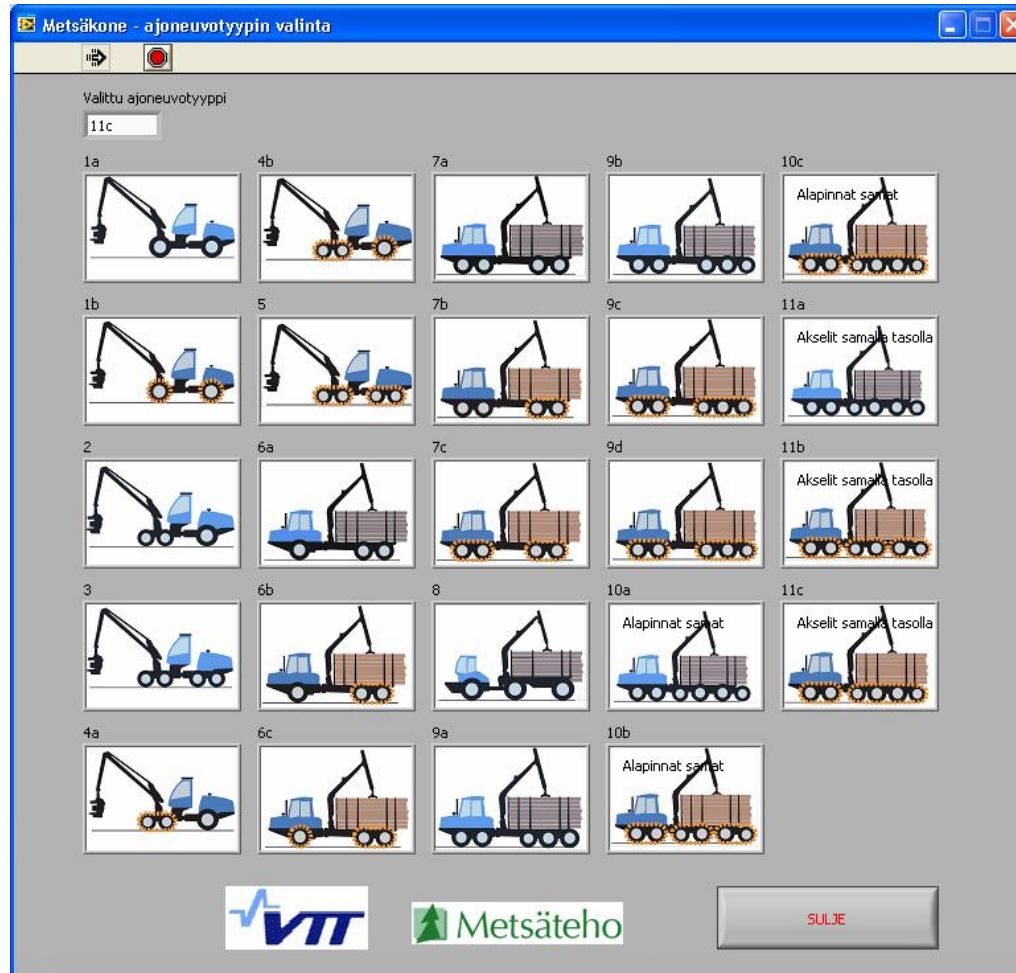 Metsäkone - ajoneuvotyypin valinta
Valittu ajoneuvotyyppi
11c
1a
4b
7a
9b
10c
Alapinnat samat
1b
5
7b
9c
11a
Akselit samalla tasolla
2
6a
7c
9d
11b
Akselit samalla tasolla
3
6b
8
10a
Alapinnat samat
11c
Akselit samalla tasolla
4a
6c
9a
10b
Alapinnat samat
VTT
Metsäteho
SULJE